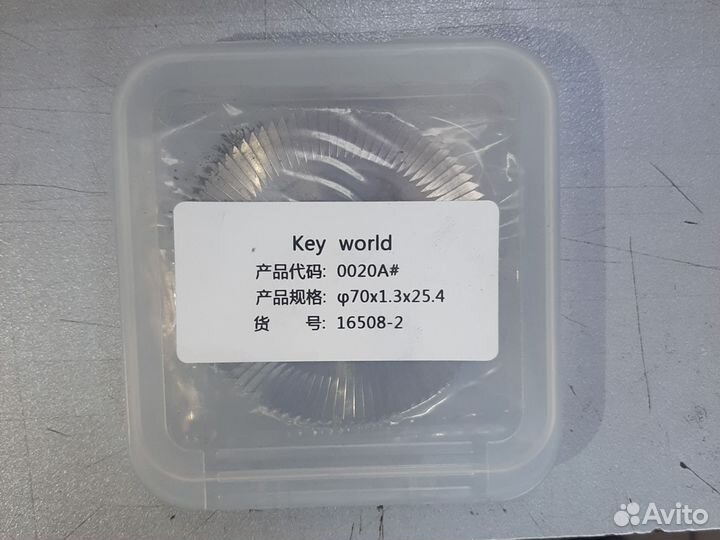 Key world
产品代码: 0020A#
产品规格: φ70x1.3x25.4
货 号: 16508-2
Avito